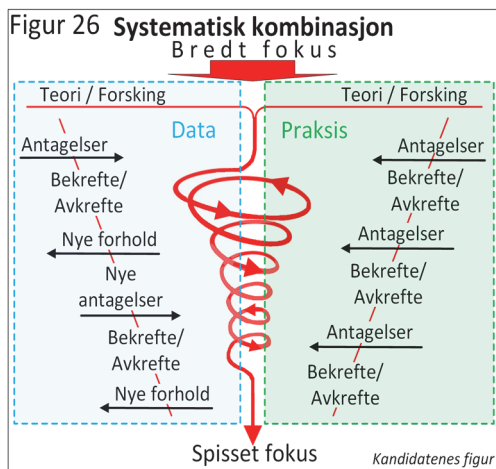 Figur 26 Systematisk kombinasjon
Bredt fokus
Teori / Forsking
Data
Antagelser
Bekrefte/
Avkrefte
Nye forhold
Nye
antagelser
Bekrefte/
Avkrefte
Nye forhold
Teori / Forsking
Praksis
Antagelser
Bekrefte/
Avkrefte
Antagelser
Bekrefte/
Avkrefte
Antagelser
Bekrefte/
Avkrefte
Spisset fokus
Kandidatenes figur